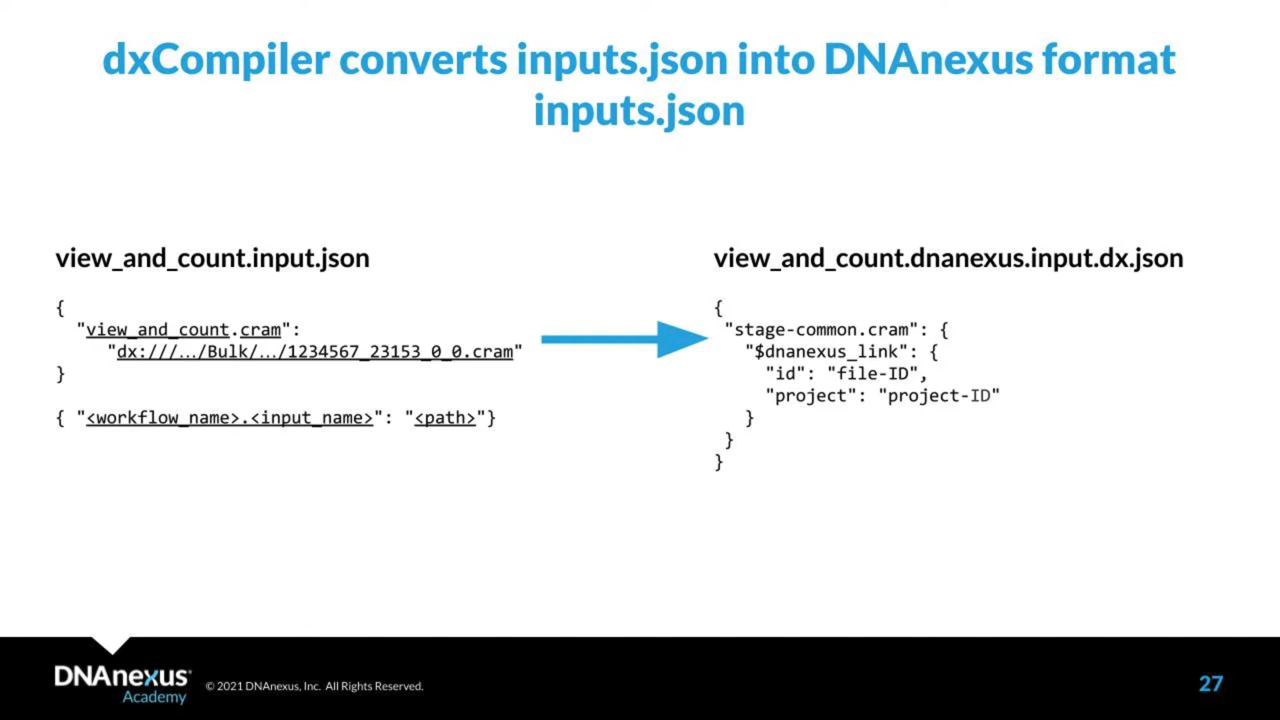 dxCompiler converts inputs.json into DNAnexus format
inputs.json
view_and_count.input.json
{
"view_and_count.cram":
"dx:///.../Bulk/.../1234567_23153_0_0.cram"
}
{ "<workflow_name>.<input_name>": "<path>"}
view_and_count.dnanexus.input.dx.json
{
"stage-common.cram": {
"$dnanexus_link": {
"id": "file-ID",
"project": "project-ID"
}
}
}
DNAnexus
Academy
© 2021 DNAnexus, Inc. All Rights Reserved.
27